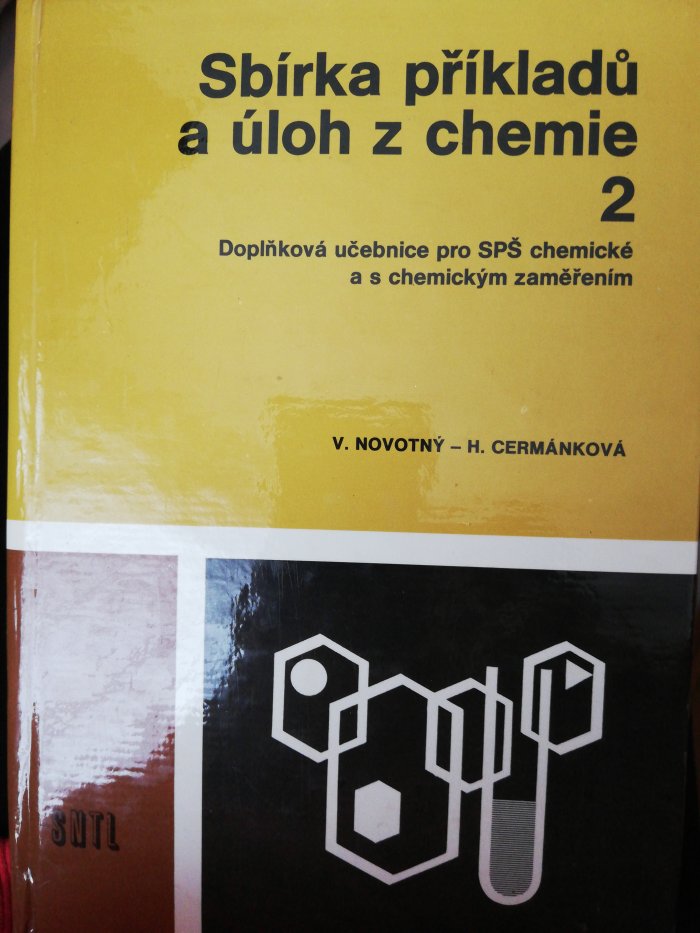 Sbírka příkladů
a úloh z chemie
2
Doplňková učebnice pro SPŠ chemické
a s chemickým zaměřením
V. NOVOTNÝ – H. CERMÁNKOVÁ
SNTL